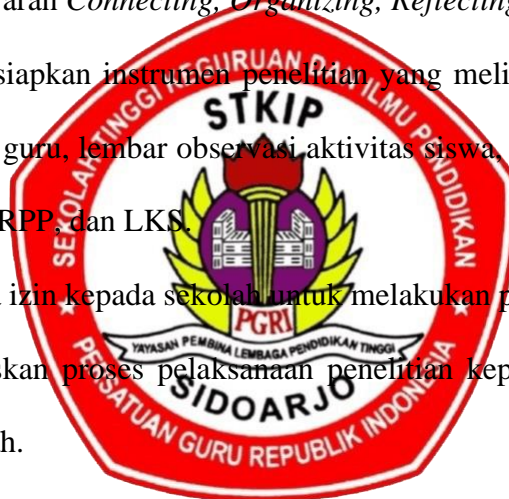 aran Connecting, Organizing, Reflecting
siapkan instrumen penelitian yang meli
guru, lembar observasi aktivitas siswa,
RPP, dan LKS.
izin kepada sekolah untuk melakukan p
skan proses pelaksanaan penelitian kep
h.
SEKOLAH TINGGI KEGURUAN DAN ILMU PENDIDIKAN
STKIP
PGRI
YAYASAN PEMBINA LEMBAGA PENDIDIKAN TINGGI
SIDOARJO
PERSATUAN GURU REPUBLIK INDONESIA